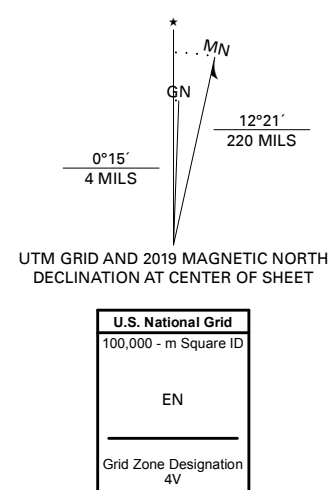 ★
MN
GN
12°21´
220 MILS
0°15´
4 MILS
UTM GRID AND 2019 MAGNETIC NORTH
DECLINATION AT CENTER OF SHEET
U.S. National Grid
100,000 - m Square ID
EN
Grid Zone Designation
4V